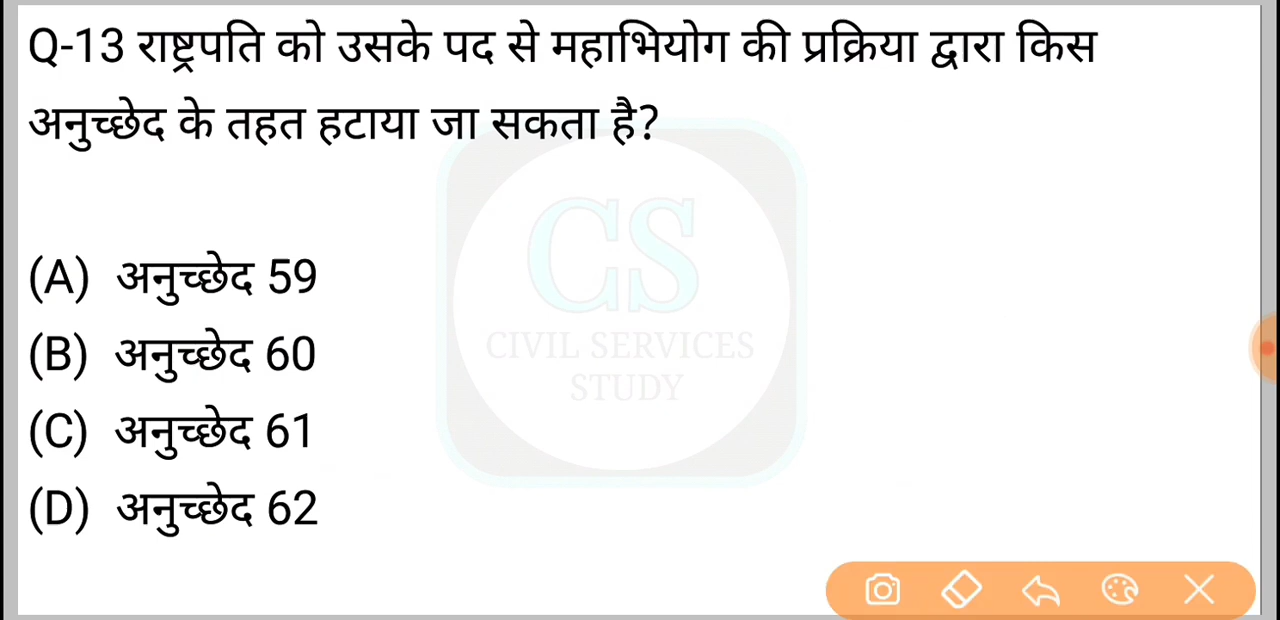 Q-13 राष्ट्रपति को उसके पद से महाभियोग की प्रक्रिया द्वारा किस
अनुच्छेद के तहत हटाया जा सकता है?
CS
CIVIL SERVICES
STUDY
(A) अनुच्छेद 59
(B) अनुच्छेद 60
(C) अनुच्छेद 61
(D) अनुच्छेद 62